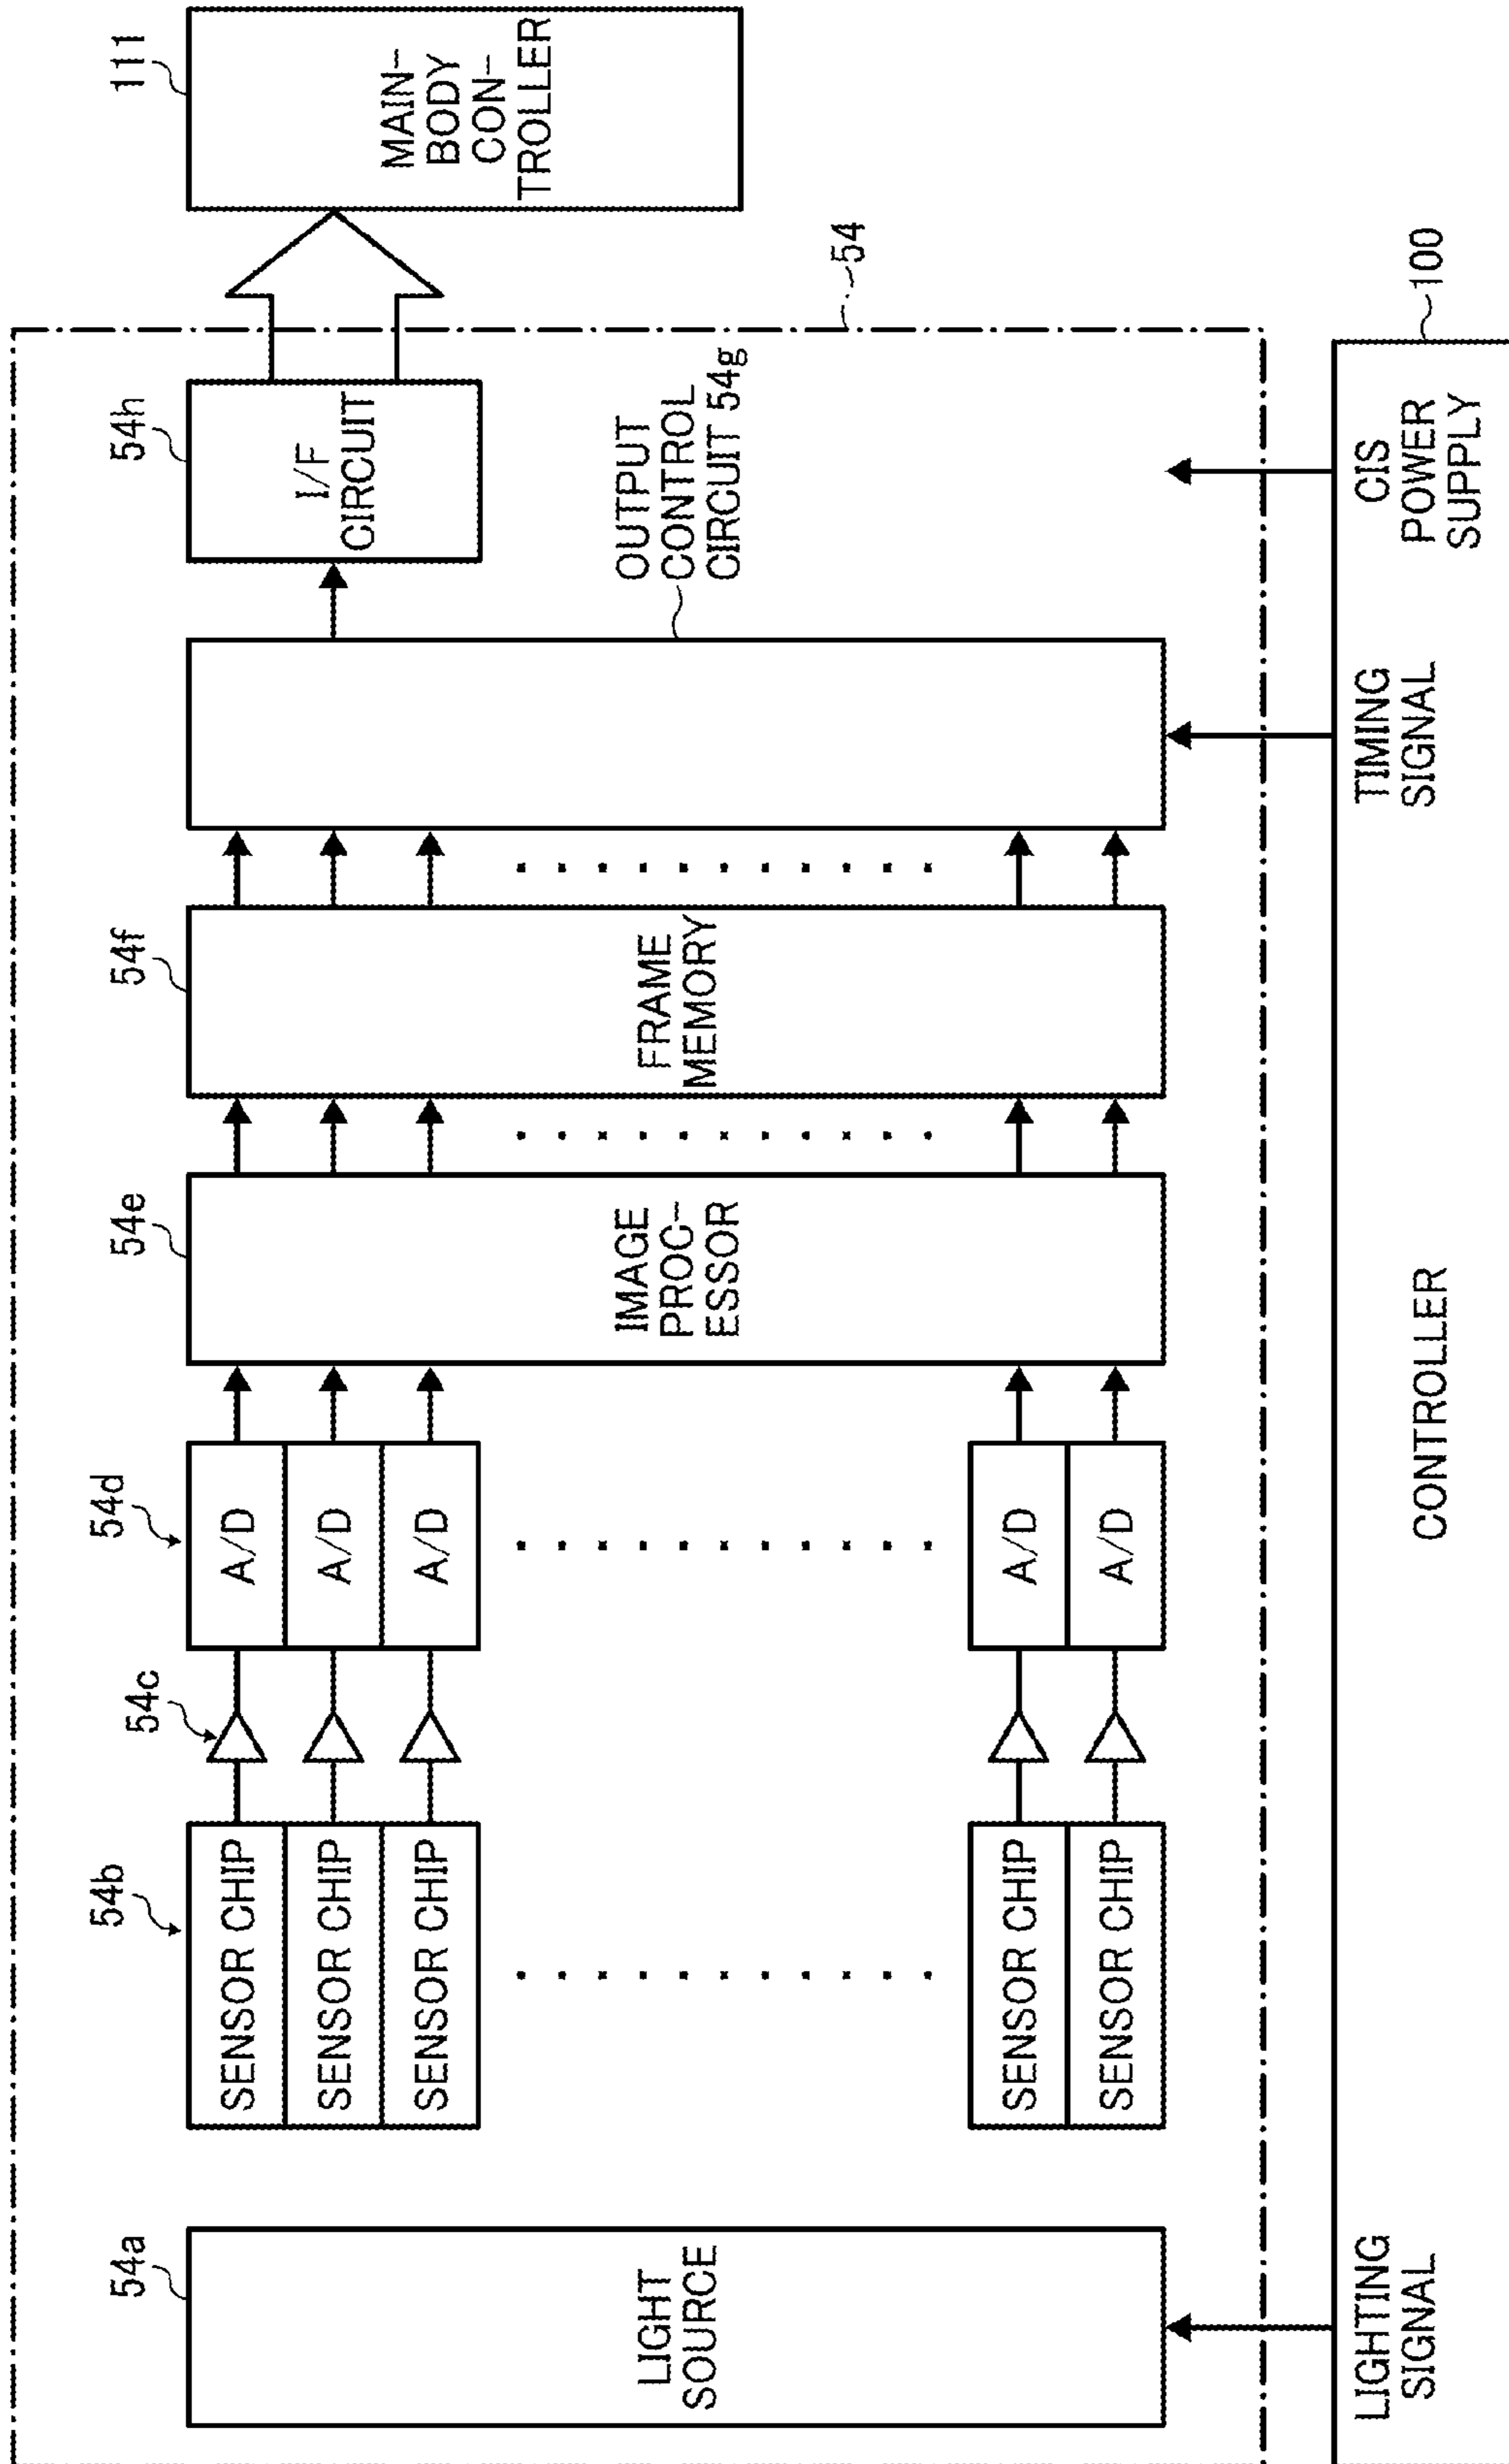 54a
LIGHT
SOURCE
54b
SENSOR CHIP
SENSOR CHIP
SENSOR CHIP
SENSOR CHIP
SENSOR CHIP
54c
54d
A/D
A/D
A/D
A/D
A/D
54e
IMAGE
PROC-
ESSOR
54f
FRAME
MEMORY
OUTPUT
CONTROL
CIRCUIT 54g
54h
I/F
CIRCUIT
54
111
MAIN-
BODY
CON-
TROLLER
LIGHTING
SIGNAL
CONTROLLER
TIMING
SIGNAL
CIS
POWER
SUPPLY
100